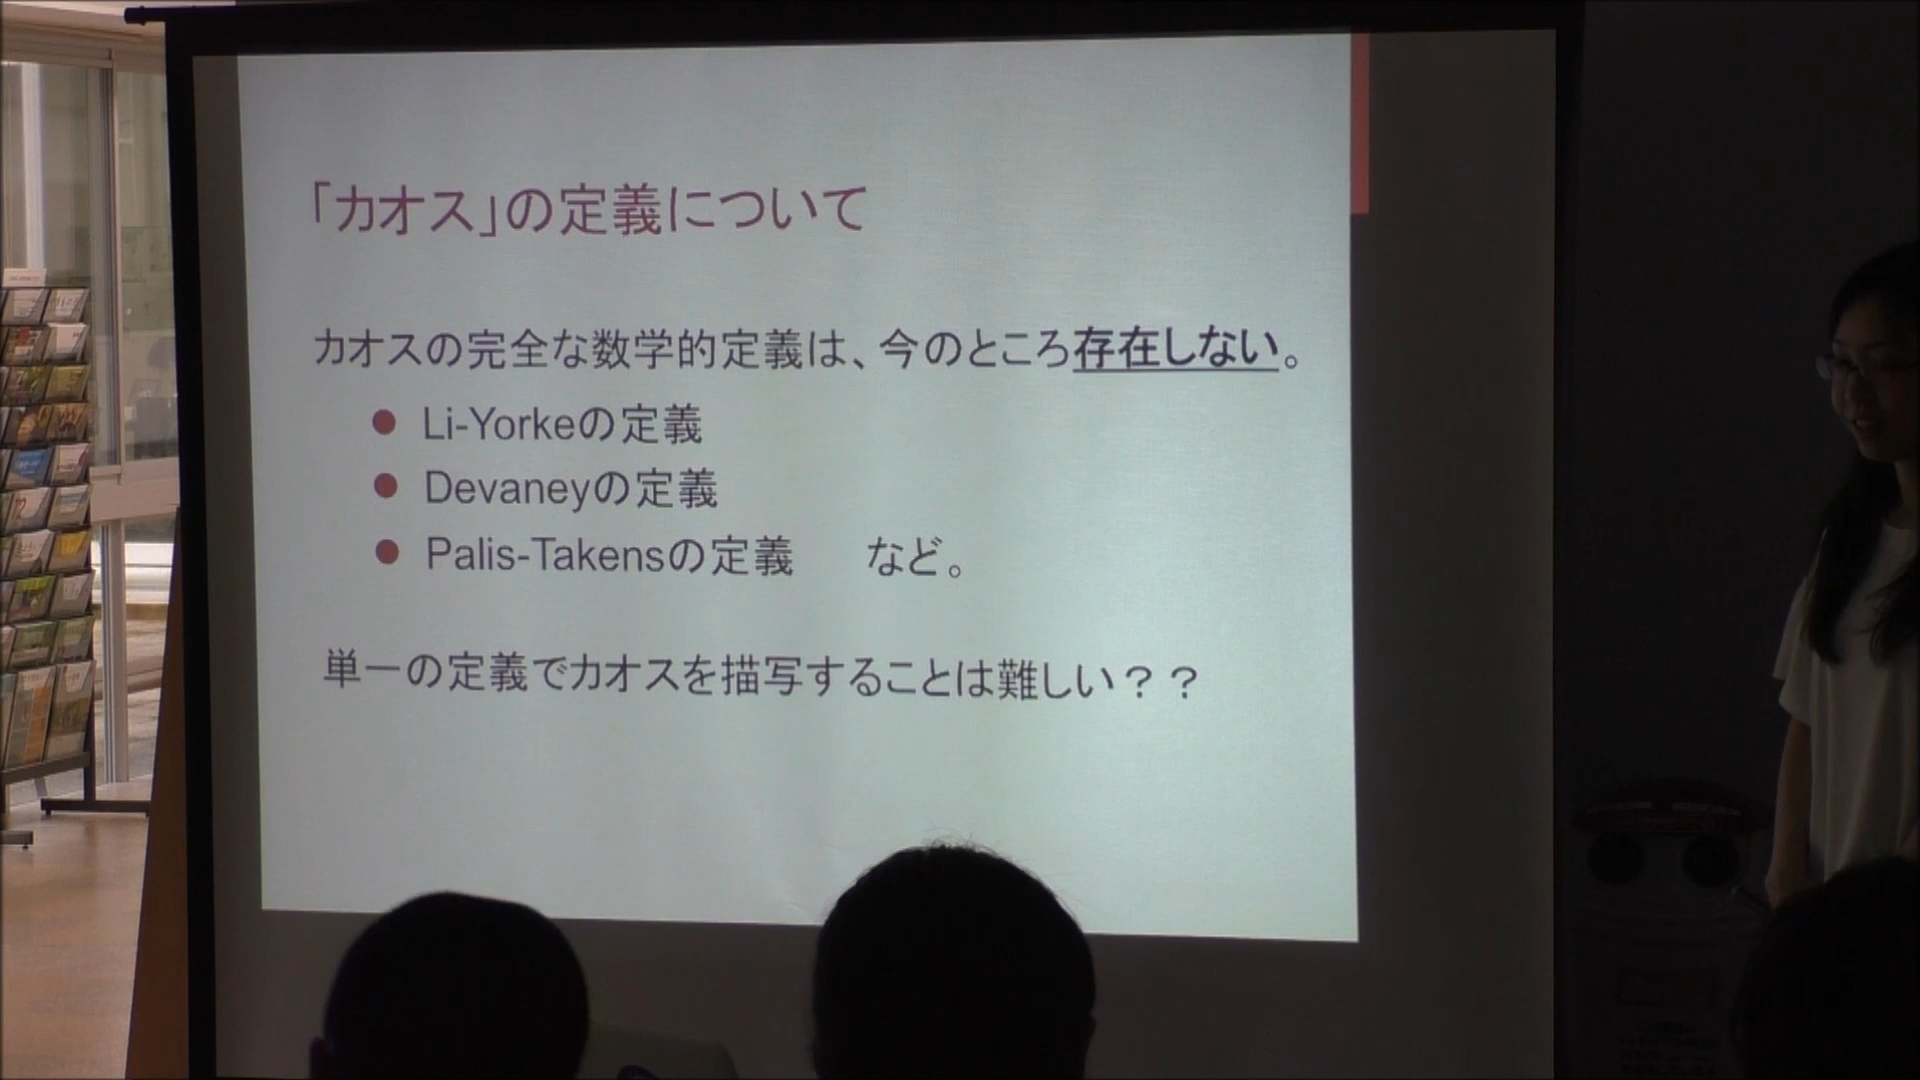 「カオス」の定義について
カオスの完全な数学的定義は、今のところ存在しない。
● Li-Yorkeの定義
● Devaneyの定義
● Palis-Takensの定義 など。
単一の定義でカオスを描写することは難しい？？